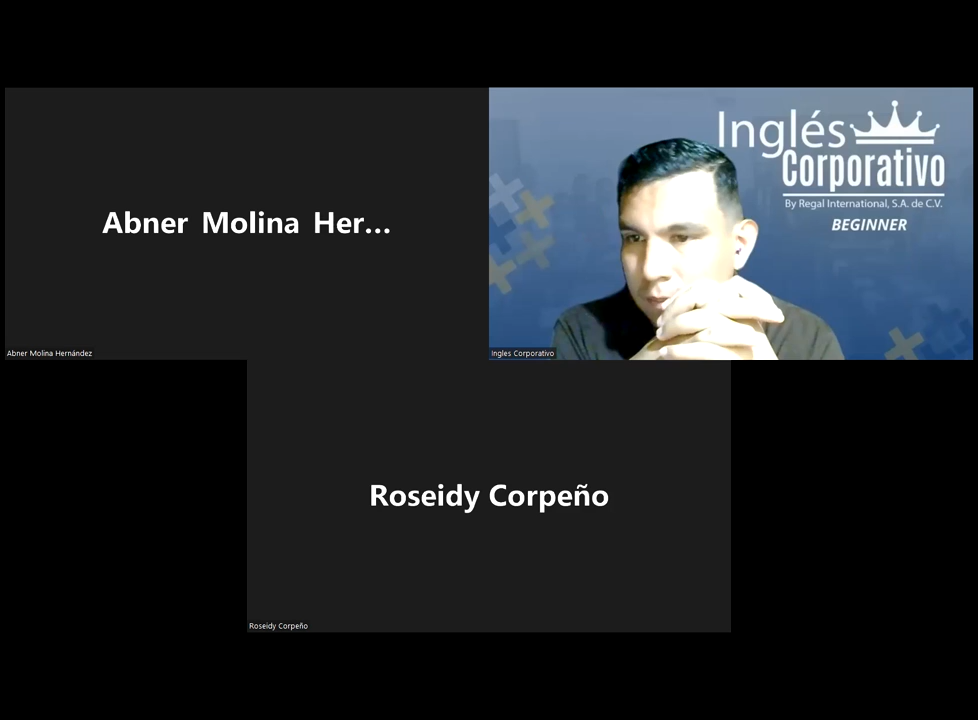 Abner Molina Her...
Abner Molina Hernández
Inglés
Corporativo
By Regal International, S.A. de C.V.
BEGINNER
Ingles Corporativo
Roseidy Corpeño
Roseidy Corpeño